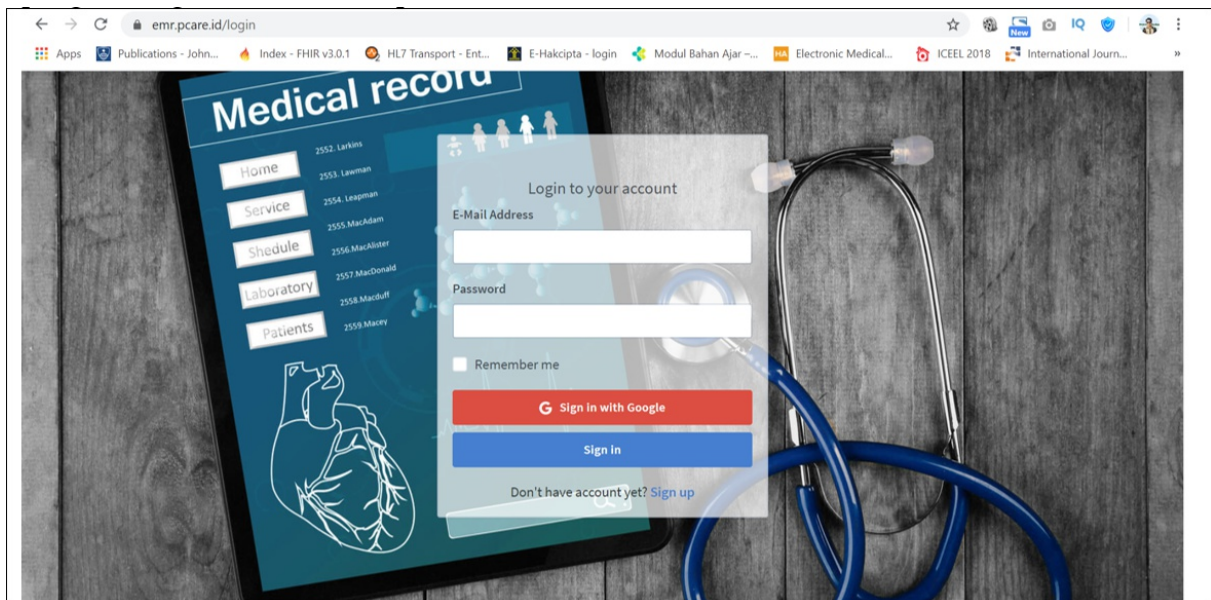 emr.pcare.id/login
New
IQ
Apps
Publications - John...
Index - FHIR v3.0.1
HL7 Transport - Ent...
E-Hakcipta - login
Modul Bahan Ajar –...
HA
Electronic Medical...
ICEEL 2018
International Journ...
»
Medical record
Home
Service
Shedule
Laboratory
Patients
2552. Larkins
2553. Lawman
2554. Leapman
2555.MacAdam
2556.MacAlister
2557.MacDonald
2558.Macduff
2559.Macey
Login to your account
E-Mail Address
Password
Remember me
G Sign in with Google
Sign in
Don't have account yet? Sign up